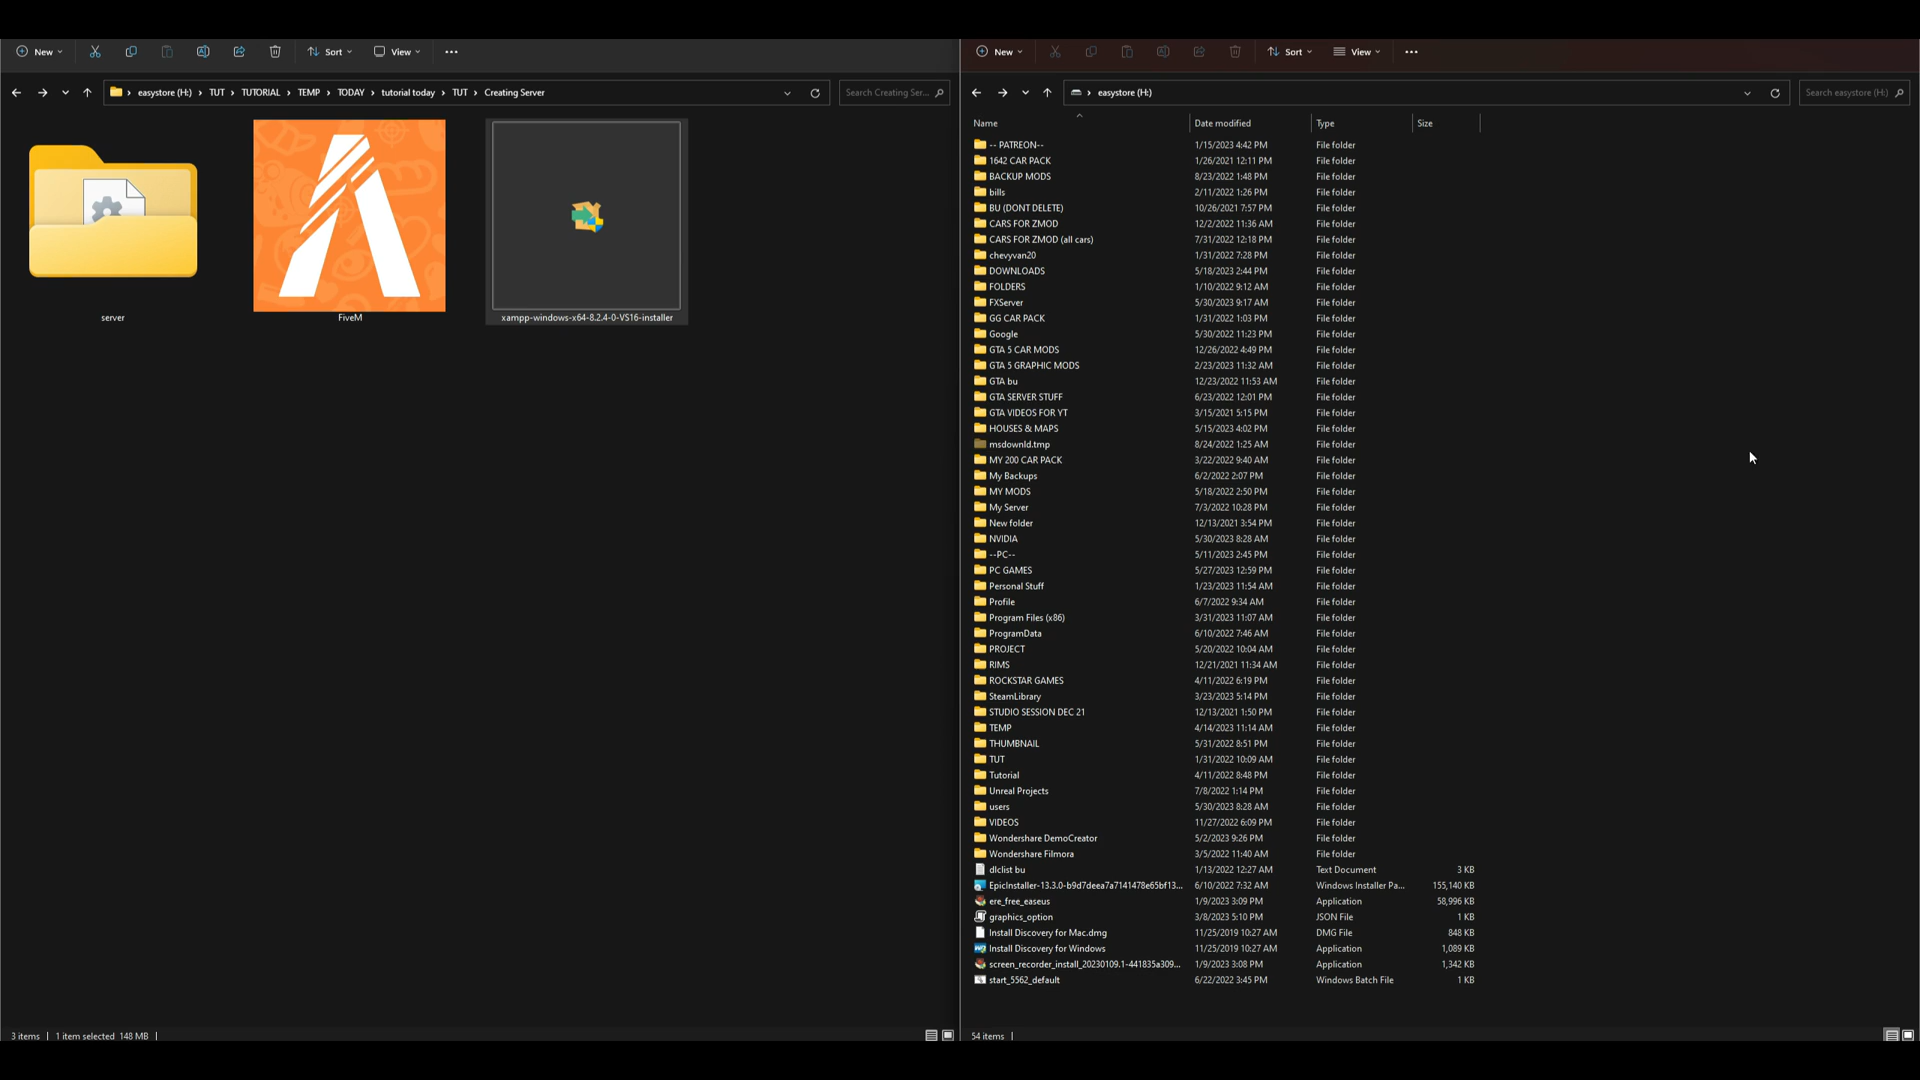 New Sort View •••
easystore (H:) > TUT > TUTORIAL > TEMP > TODAY > tutorial today > TUT > Creating Server Search Creating Ser...
server
FiveM
xampp-windows-x64-8.2.4-0-VS16-installer
3 items 1 item selected 148 MB
New Sort View •••
easystore (H:) Search easystore (H:)
Name Date modified Type Size
-- PATREON-- 1/15/2023 4:42 PM File folder
1642 CAR PACK 1/26/2021 12:11 PM File folder
BACKUP MODS 8/23/2022 1:48 PM File folder
bills 2/11/2022 1:26 PM File folder
BU (DONT DELETE) 10/26/2021 7:57 PM File folder
CARS FOR ZMOD 12/2/2022 11:36 AM File folder
CARS FOR ZMOD (all cars) 7/31/2022 12:18 PM File folder
chevyvan20 1/31/2022 7:28 PM File folder
DOWNLOADS 5/18/2023 2:44 PM File folder
FOLDERS 1/10/2022 9:12 AM File folder
FXServer 5/30/2023 9:17 AM File folder
GG CAR PACK 1/31/2022 1:03 PM File folder
Google 5/30/2022 11:23 PM File folder
GTA 5 CAR MODS 12/26/2022 4:49 PM File folder
GTA 5 GRAPHIC MODS 2/23/2023 11:32 AM File folder
GTA bu 12/23/2022 11:53 AM File folder
GTA SERVER STUFF 6/23/2022 12:01 PM File folder
GTA VIDEOS FOR YT 3/15/2021 5:15 PM File folder
HOUSES & MAPS 5/15/2023 4:02 PM File folder
msdownld.tmp 8/24/2022 1:25 AM File folder
MY 200 CAR PACK 3/22/2022 9:40 AM File folder
My Backups 6/2/2022 2:07 PM File folder
MY MODS 5/18/2022 2:50 PM File folder
My Server 7/3/2022 10:28 PM File folder
New folder 12/13/2021 3:54 PM File folder
NVIDIA 5/30/2023 8:28 AM File folder
--PC-- 5/11/2023 2:45 PM File folder
PC GAMES 5/27/2023 12:59 PM File folder
Personal Stuff 1/23/2023 11:54 AM File folder
Profile 6/7/2022 9:34 AM File folder
Program Files (x86) 3/31/2023 11:07 AM File folder
ProgramData 6/10/2022 7:46 AM File folder
PROJECT 5/20/2022 10:04 AM File folder
RIMS 12/21/2021 11:34 AM File folder
ROCKSTAR GAMES 4/11/2022 6:19 PM File folder
SteamLibrary 3/23/2023 5:14 PM File folder
STUDIO SESSION DEC 21 12/13/2021 1:50 PM File folder
TEMP 4/14/2023 11:14 AM File folder
THUMBNAIL 5/31/2022 8:51 PM File folder
TUT 1/31/2022 10:09 AM File folder
Tutorial 4/11/2022 8:48 PM File folder
Unreal Projects 7/8/2022 1:14 PM File folder
users 5/30/2023 8:28 AM File folder
VIDEOS 11/27/2022 6:09 PM File folder
Wondershare DemoCreator 5/2/2023 9:26 PM File folder
Wondershare Filmora 3/5/2022 11:40 AM File folder
dlclist bu 1/13/2022 12:27 AM Text Document 3 KB
EpicInstaller-13.3.0-b9d7deea7a7141478e65bf13... 6/10/2022 7:32 AM Windows Installer Pa... 155,140 KB
ere_free_easeus 1/9/2023 3:09 PM Application 58,996 KB
graphics_option 3/8/2023 5:10 PM JSON File 1 KB
Install Discovery for Mac.dmg 11/25/2019 10:27 AM DMG File 848 KB
Install Discovery for Windows 11/25/2019 10:27 AM Application 1,089 KB
screen_recorder_install_20230109.1-441835a309... 1/9/2023 3:08 PM Application 1,342 KB
start_5562_default 6/22/2022 3:45 PM Windows Batch File 1 KB
54 items